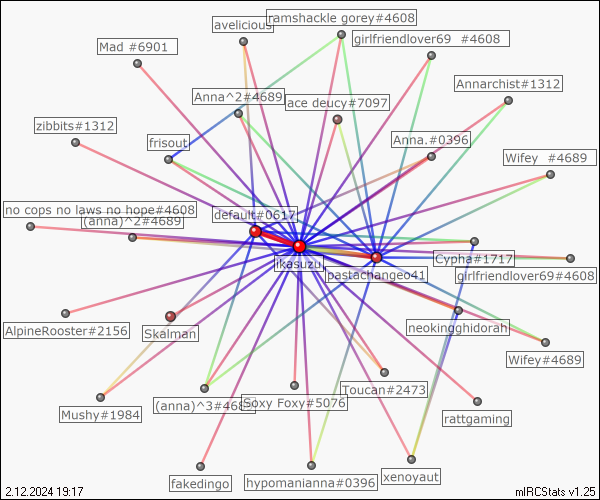 ramshackle gorey#4608
avelicious
girlfriendlover69  #4608
Mad #6901
Annarchist#1312
Anna^2#4689
ace deucy#7097
zibbits#1312
frisout
Anna.#0396
Wifey  #4689
no cops no laws no hope#4608
default#0617
(anna)^2#4689
Cypha#1717
ikasuzu
pastachange041
girlfriendlover69#4608
AlpineRooster#2156
Skalman
neokingghidorah
Wifey#4689
Toucan#2473
Mushy#1984
(anna)^3#468
Soxy Foxy#5076
rattgaming
fakedingo
hypomanianna#0396
xenoyaut
2.12.2024 19:17
mIRCStats v1.25